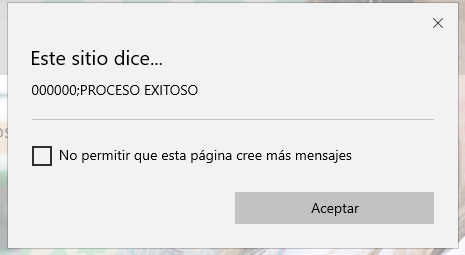 Este sitio dice...
000000;PROCESO EXITOSO
No permitir que esta página cree más mensajes
Aceptar